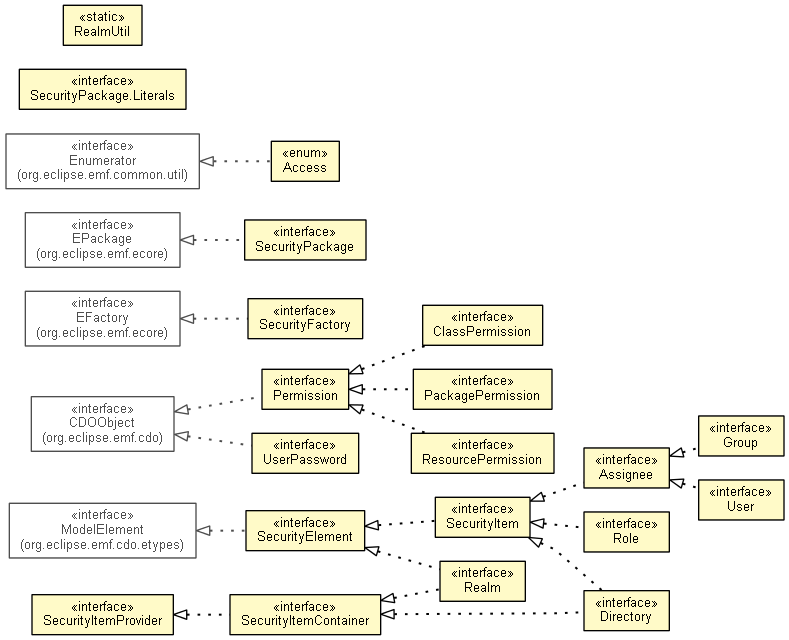 «static»
RealmUtil
«interface»
SecurityPackage.Literals
«interface»
Enumerator
(org.eclipse.emf.common.util)
«enum»
Access
«interface»
EPackage
(org.eclipse.emf.ecore)
«interface»
SecurityPackage
«interface»
EFactory
(org.eclipse.emf.ecore)
«interface»
SecurityFactory
«interface»
ClassPermission
«interface»
Permission
«interface»
PackagePermission
«interface»
CDOObject
(org.eclipse.emf.cdo)
«interface»
UserPassword
«interface»
ResourcePermission
«interface»
Group
«interface»
Assignee
«interface»
User
«interface»
ModelElement
(org.eclipse.emf.cdo.etypes)
«interface»
SecurityElement
«interface»
SecurityItem
«interface»
Role
«interface»
Realm
«interface»
SecurityItemProvider
«interface»
SecurityItemContainer
«interface»
Directory